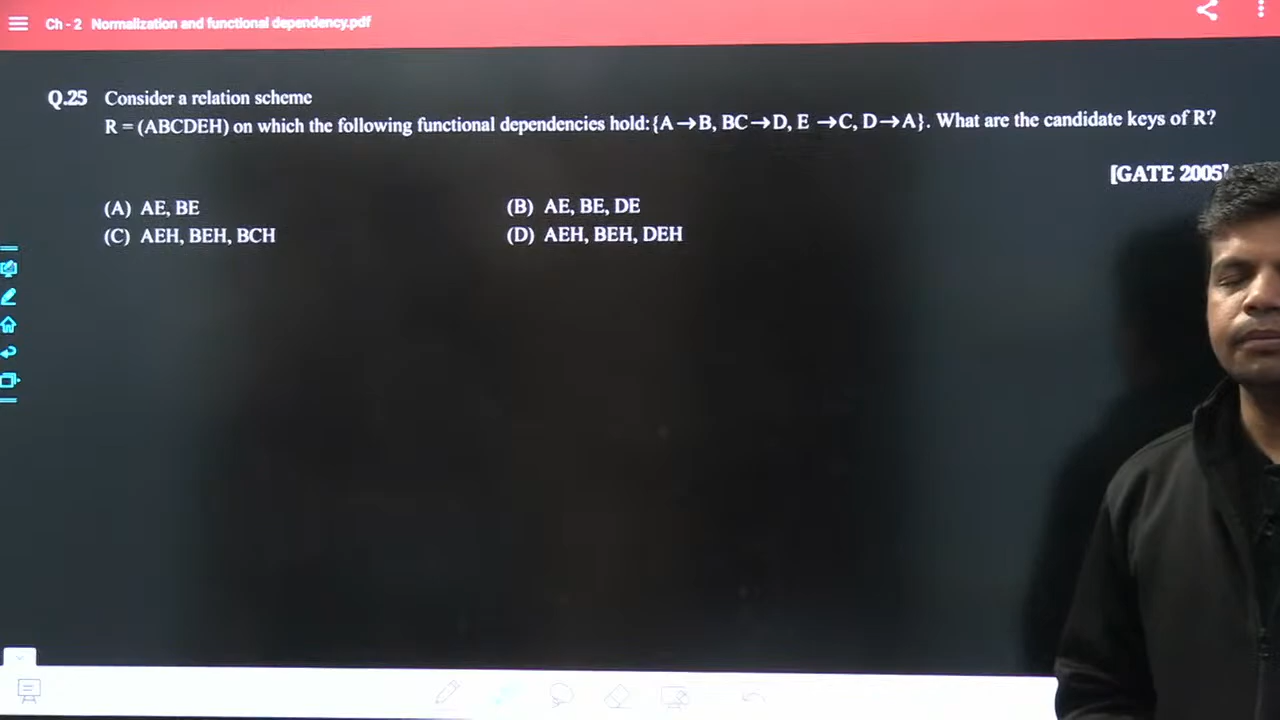 Ch - 2 Normalization and functional dependency.pdf
Q.25 Consider a relation scheme
R = (ABCDEH) on which the following functional dependencies hold:{A→B, BC→D, E →C, D→A}. What are the candidate keys of R?
[GATE 2005]
(A) AE, BE (B) AE, BE, DE
(C) AEH, BEH, BCH (D) AEH, BEH, DEH